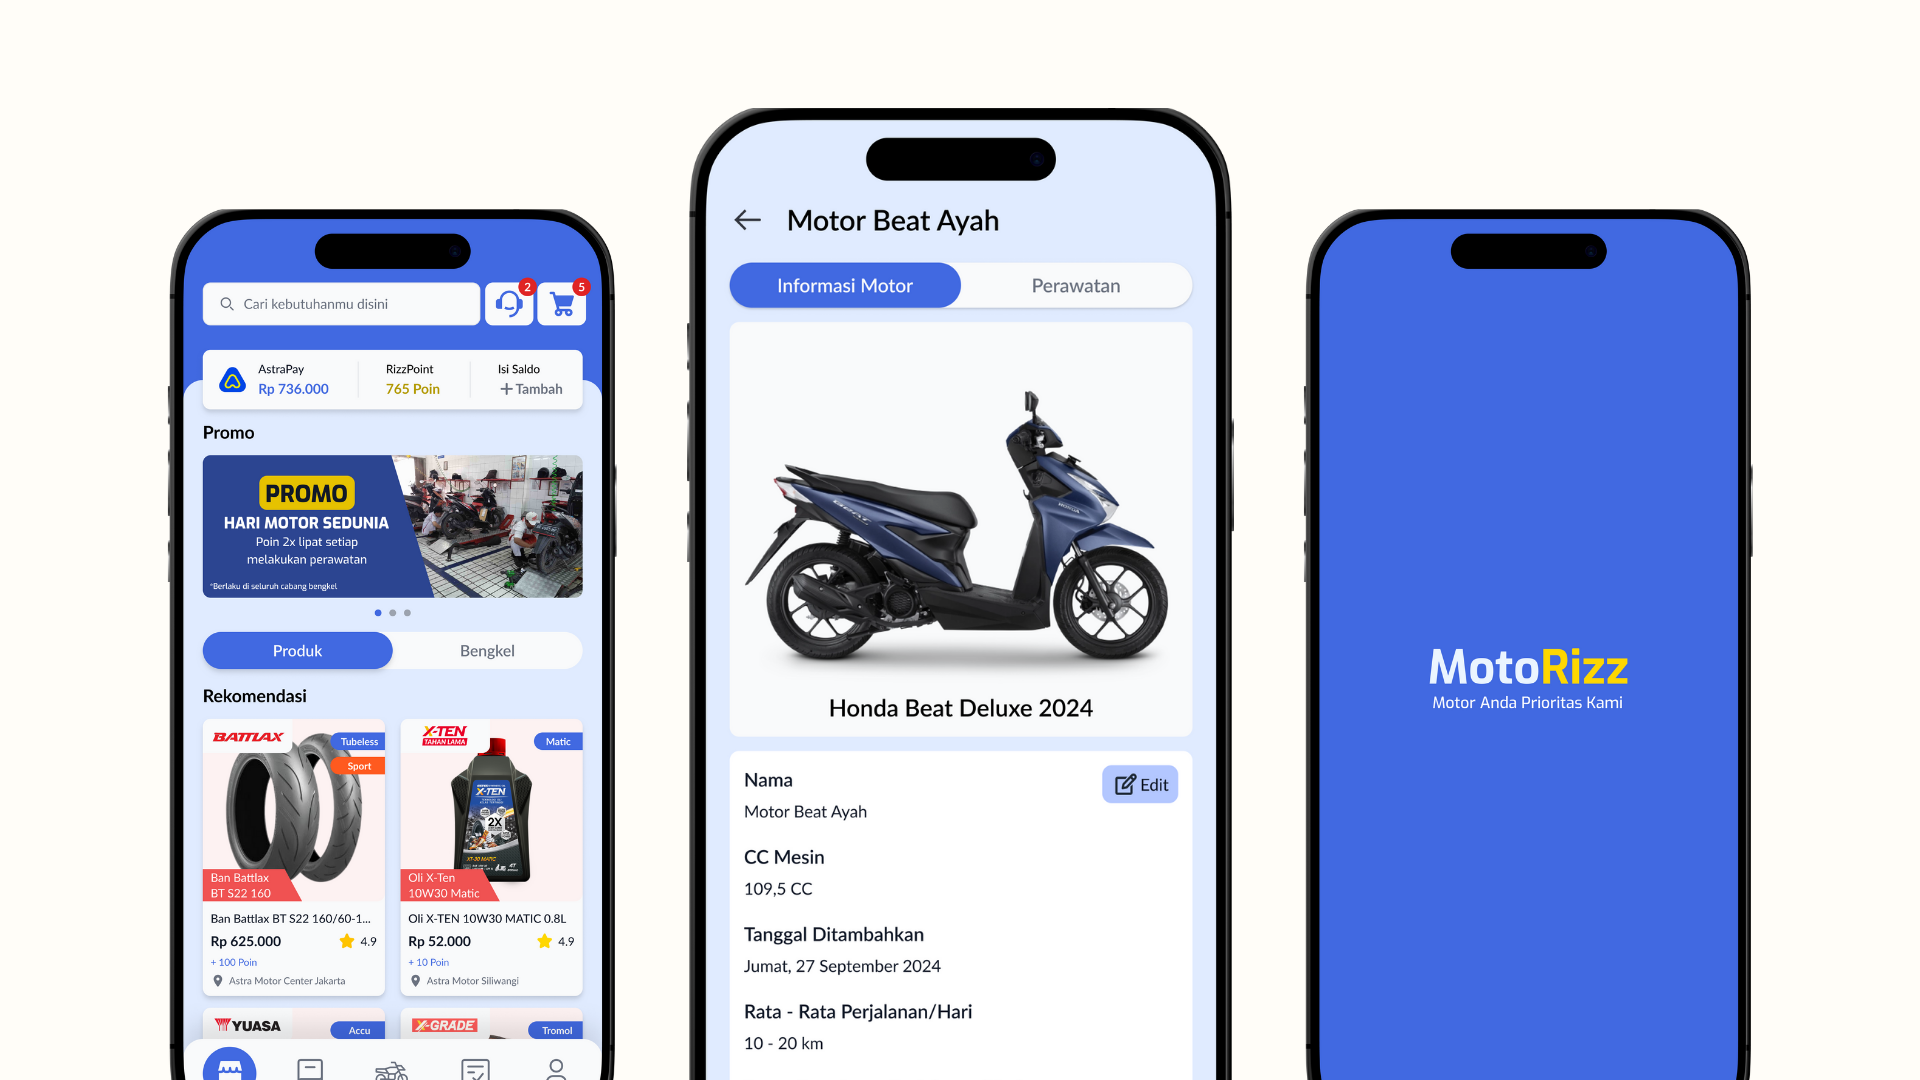 Cari kebutuhanmu disini
2
5
AstraPay
Rp 736.000
RizzPoint
765 Poin
Isi Saldo
Tambah
Promo
PROMO
HARI MOTOR SEDUNIA
Poin 2x lipat setiap
melakukan perawatan
*Berlaku di seluruh cabang bengkel
Produk
Bengkel
Rekomendasi
BATTLAX
Tubeless
Sport
Ban Battlax
BT S22 160
Ban Battlax BT S22 160/60-1...
Rp 625.000
4.9
+ 100 Poin
Astra Motor Center Jakarta
X-TEN
TAHAN LAMA
Matic
X-TEN
2X
XT-30 MATIC
Oli X-Ten
10W30 Matic
Oli X-TEN 10W30 MATIC 0.8L
Rp 52.000
4.9
+ 10 Poin
Astra Motor Siliwangi
YUASA
Accu
X-GRADE
Tromol
Motor Beat Ayah
Informasi Motor
Perawatan
BEAT
HONDA
Honda Beat Deluxe 2024
Nama
Edit
Motor Beat Ayah
CC Mesin
109,5 CC
Tanggal Ditambahkan
Jumat, 27 September 2024
Rata - Rata Perjalanan/Hari
10 - 20 km
MotoRizz
Motor Anda Prioritas Kami